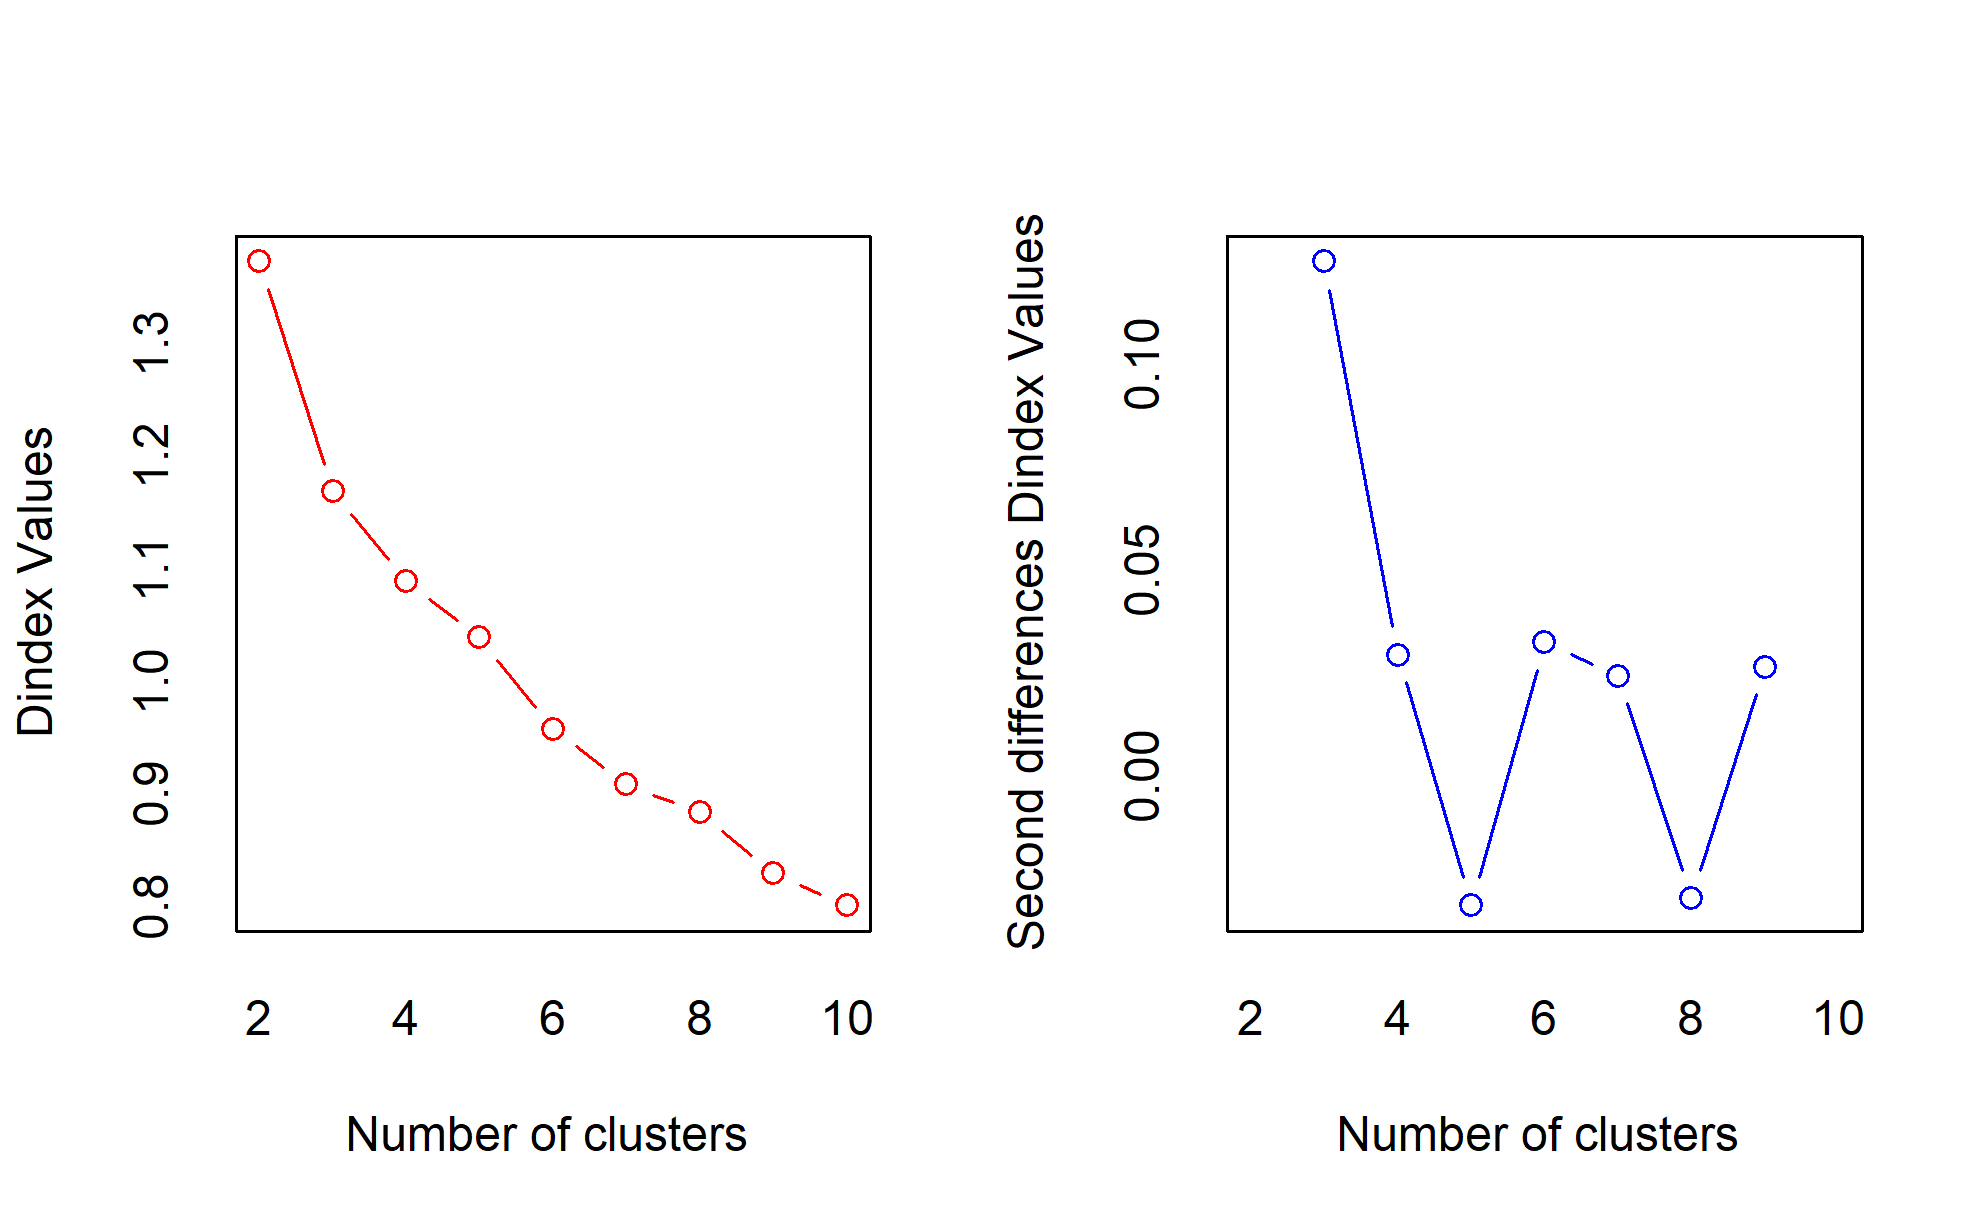 Dindex Values
1.3
1.2
1.1
1.0
0.9
0.8
2 4 6 8 10
Number of clusters
Second differences Dindex Values
0.10
0.05
0.00
2 4 6 8 10
Number of clusters